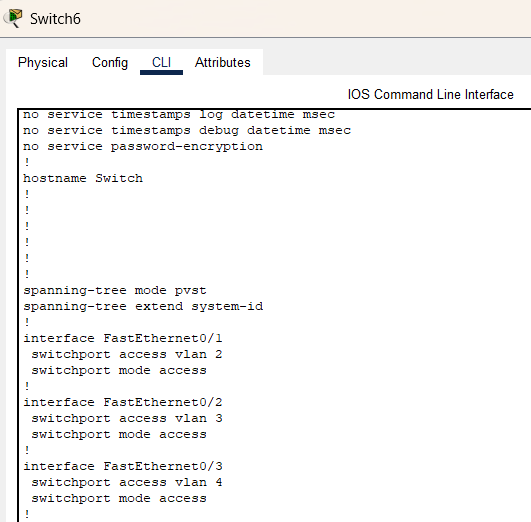 Switch6
Physical Config CLI Attributes
IOS Command Line Interface
no service timestamps log datetime msec
no service timestamps debug datetime msec
no service password-encryption
!
hostname Switch
!
!
!
!
!
!
spanning-tree mode pvst
spanning-tree extend system-id
!
interface FastEthernet0/1
 switchport access vlan 2
 switchport mode access
!
interface FastEthernet0/2
 switchport access vlan 3
 switchport mode access
!
interface FastEthernet0/3
 switchport access vlan 4
 switchport mode access
!